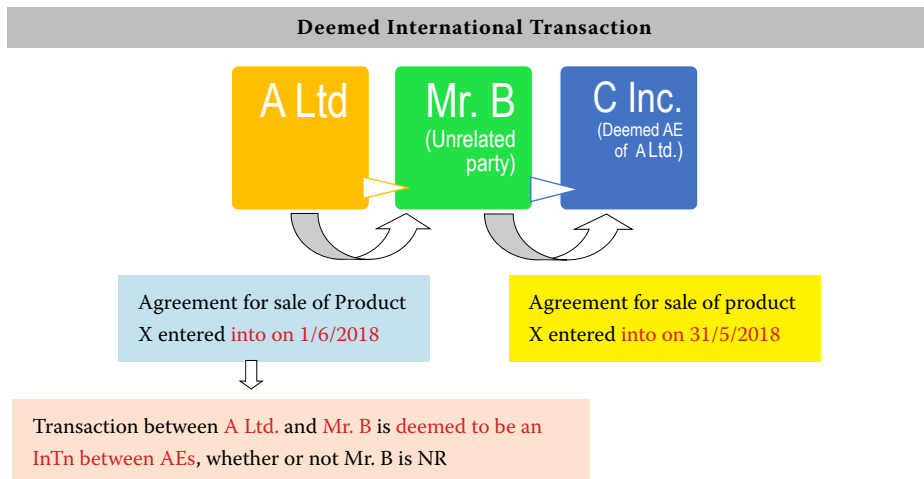 Deemed International Transaction
A Ltd
Mr. B
(Unrelated
party)
C Inc.
(Deemed AE
of A Ltd.)
Agreement for sale of Product
X entered into on 1/6/2018
Agreement for sale of product
X entered into on 31/5/2018
Transaction between A Ltd. and Mr. B is deemed to be an
InTn between AEs, whether or not Mr. B is NR